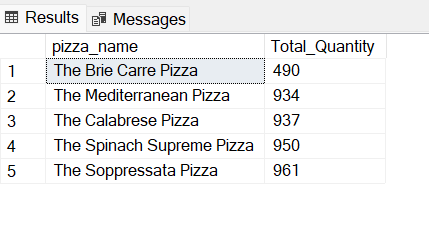 Results Messages
pizza_name Total_Quantity
1 The Brie Carre Pizza 490
2 The Mediterranean Pizza 934
3 The Calabrese Pizza 937
4 The Spinach Supreme Pizza 950
5 The Soppressata Pizza 961